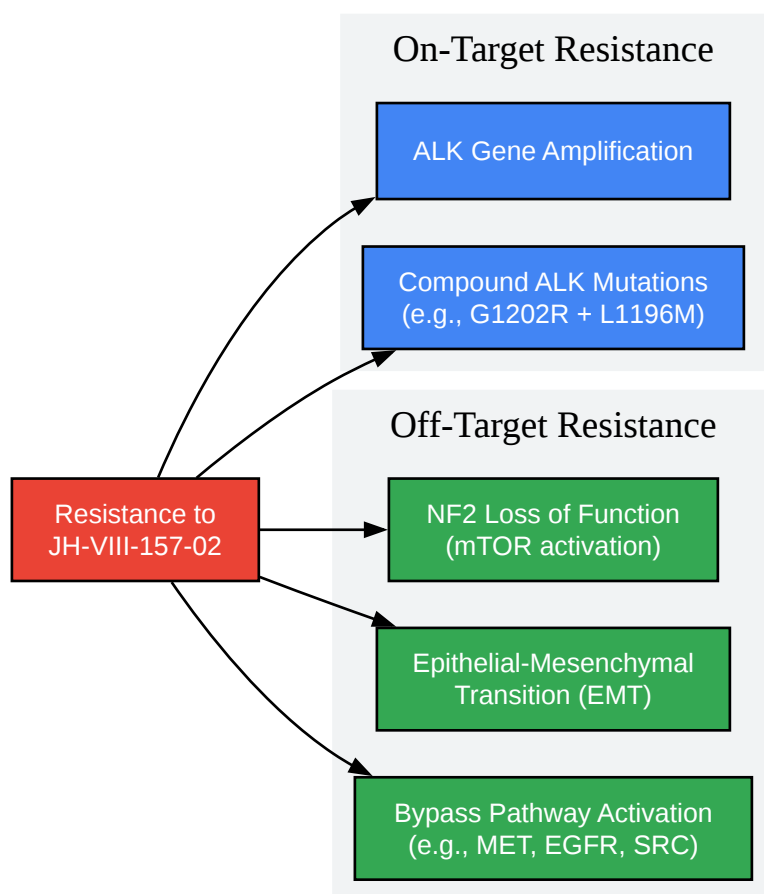 On-Target Resistance
ALK Gene Amplification
Compound ALK Mutations
(e.g., G1202R + L1196M)
Off-Target Resistance
Resistance to
JH-VIII-157-02
NF2 Loss of Function
(mTOR activation)
Epithelial-Mesenchymal
Transition (EMT)
Bypass Pathway Activation
(e.g., MET, EGFR, SRC)